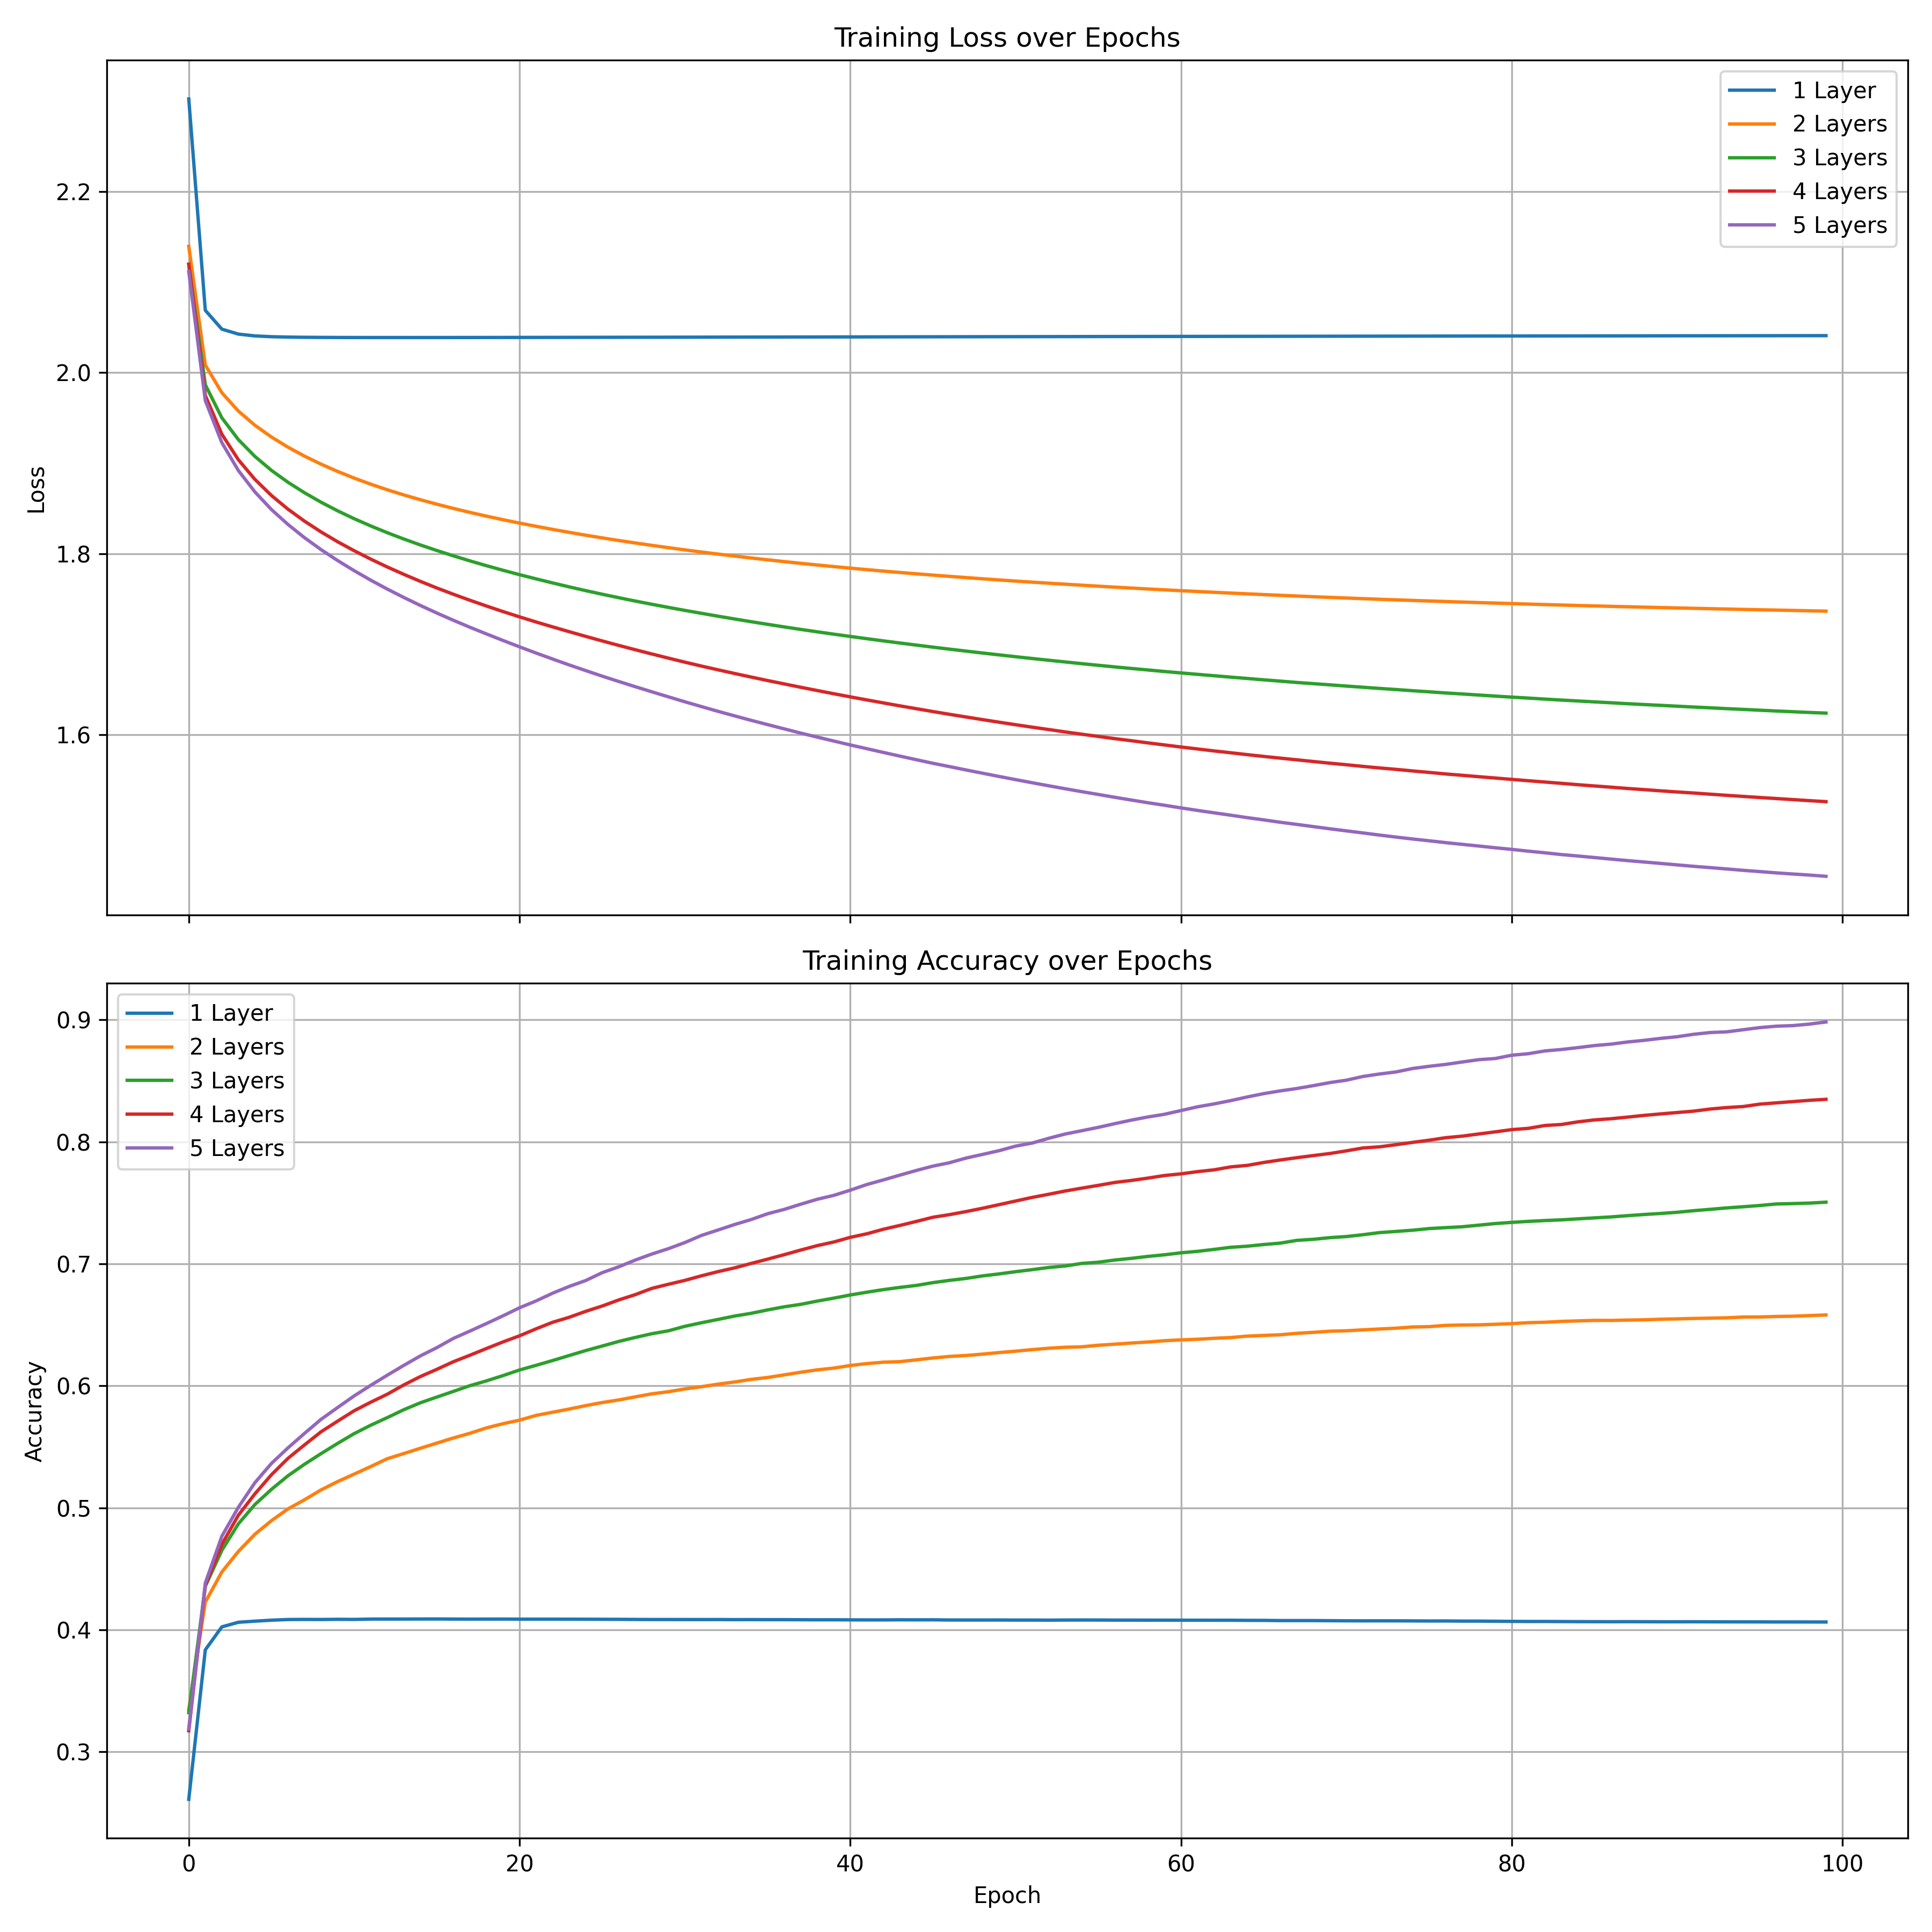 Training Loss over Epochs
Loss
2.2
2.0
1.8
1.6
1 Layer
2 Layers
3 Layers
4 Layers
5 Layers
Training Accuracy over Epochs
Accuracy
0.9
0.8
0.7
0.6
0.5
0.4
0.3
1 Layer
2 Layers
3 Layers
4 Layers
5 Layers
0 20 40 60 80 100
Epoch